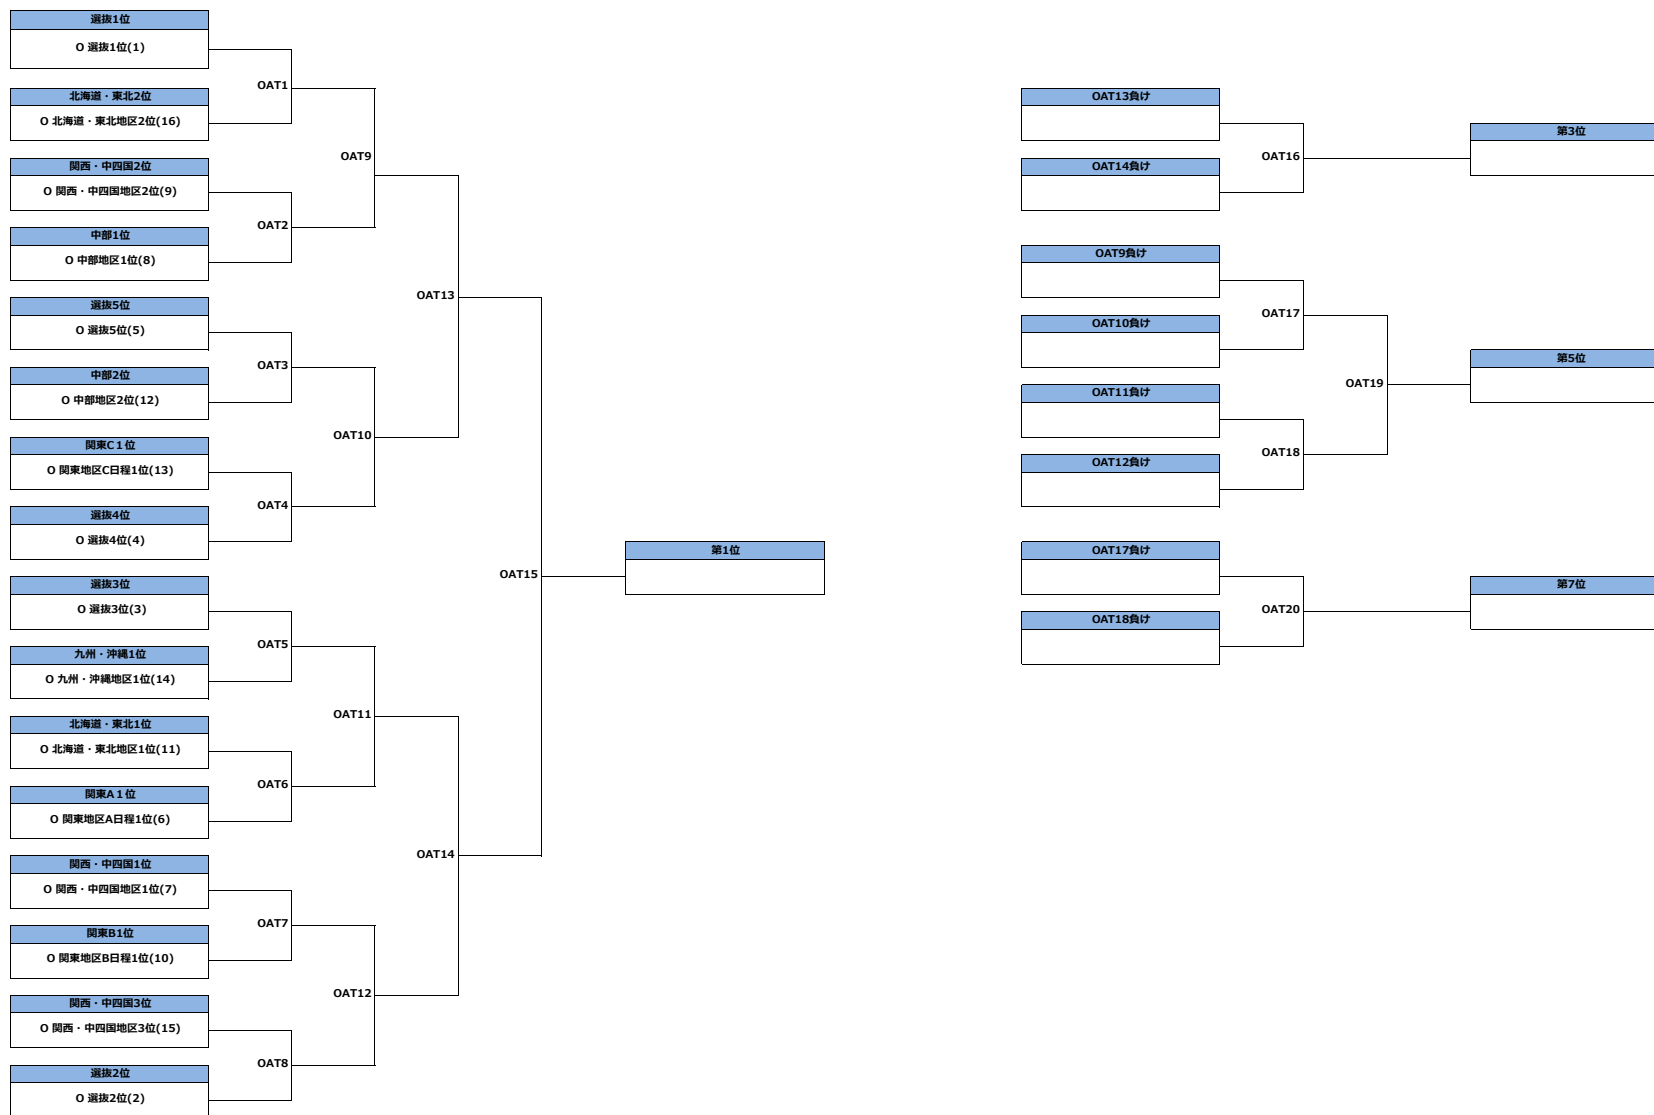 選抜1位
O 選抜1位(1)
OAT1
北海道・東北2位
O 北海道・東北地区2位(16)
OAT9
関西・中四国2位
O 関西・中四国地区2位(9)
OAT2
中部1位
O 中部地区1位(8)
OAT13
選抜5位
O 選抜5位(5)
OAT3
中部2位
O 中部地区2位(12)
OAT10
関東C１位
O 関東地区C日程1位(13)
OAT4
選抜4位
O 選抜4位(4)
OAT15
第1位
選抜3位
O 選抜3位(3)
OAT5
九州・沖縄1位
O 九州・沖縄地区1位(14)
OAT11
北海道・東北1位
O 北海道・東北地区1位(11)
OAT6
関東A１位
O 関東地区A日程1位(6)
OAT14
関西・中四国1位
O 関西・中四国地区1位(7)
OAT7
関東B1位
O 関東地区B日程1位(10)
OAT12
関西・中四国3位
O 関西・中四国地区3位(15)
OAT8
選抜2位
O 選抜2位(2)
OAT13負け
OAT16
第3位
OAT14負け
OAT9負け
OAT17
OAT10負け
OAT19
第5位
OAT11負け
OAT18
OAT12負け
OAT17負け
OAT20
第7位
OAT18負け